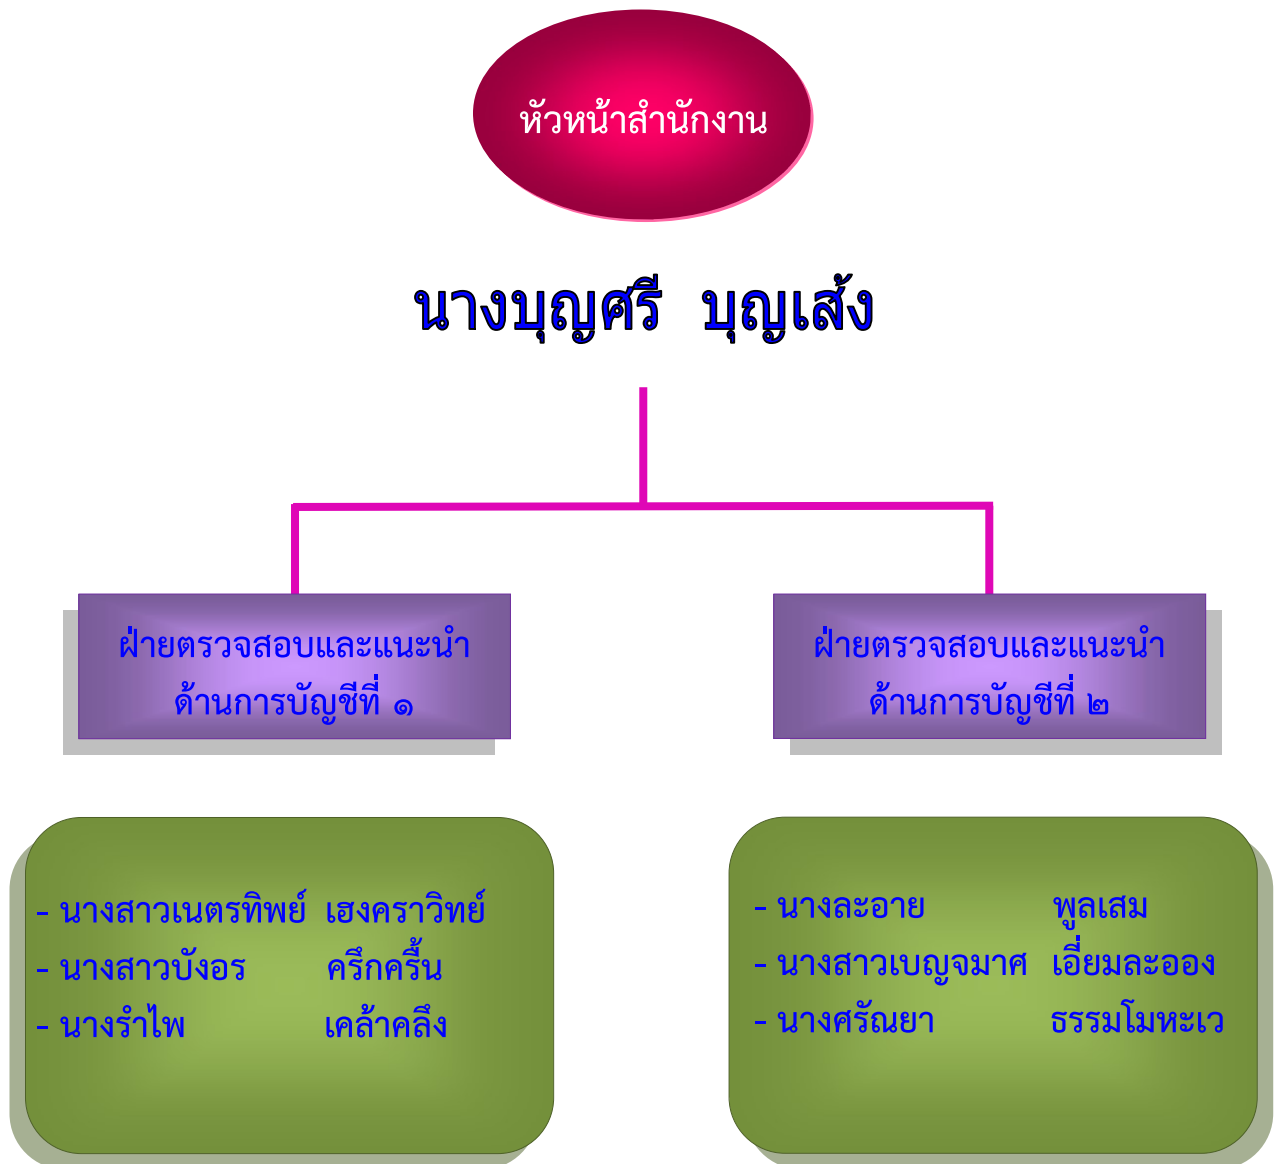 หัวหน้าสำนักงาน
นางบุญศรี บุญเส้ง
ฝ่ายตรวจสอบและแนะนำ
ด้านการบัญชีที่ ๑
- นางสาวเนตรทิพย์ เฮงคราวิทย์
- นางสาวบังอร ครึกครื้น
- นางรำไพ เคล้าคลึง
ฝ่ายตรวจสอบและแนะนำ
ด้านการบัญชีที่ ๒
- นางละอาย พูลเสม
- นางสาวเบญจมาศ เอี่ยมละออง
- นางศรัณยา ธรรมโมหะเว